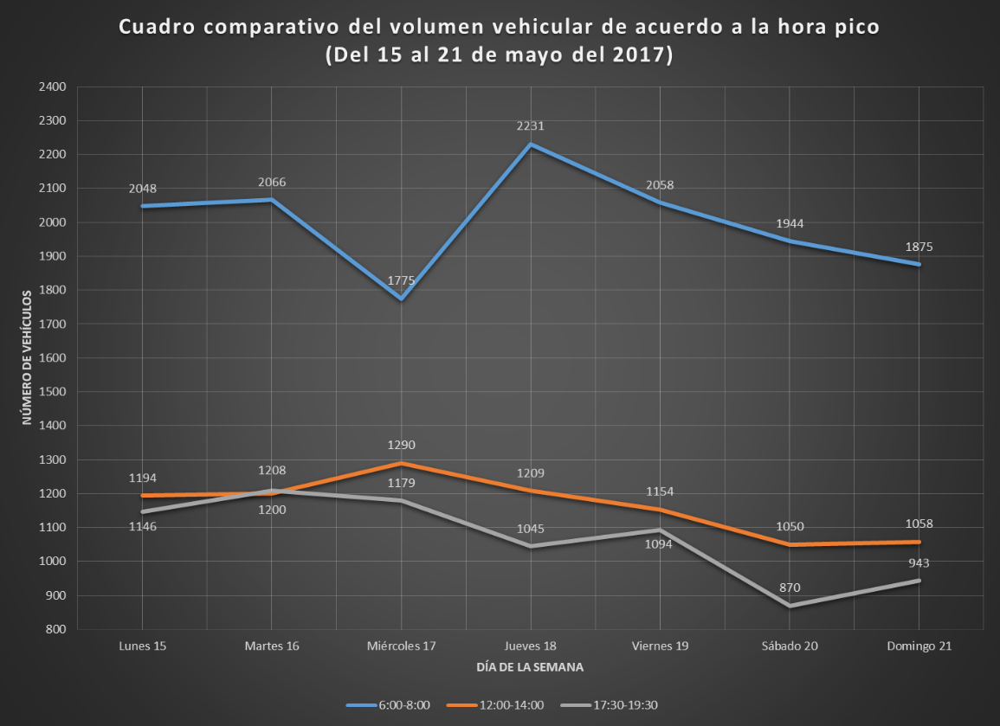 Cuadro comparativo del volumen vehicular de acuerdo a la hora pico
(Del 15 al 21 de mayo del 2017)
NÚMERO DE VEHÍCULOS
2400
2300
2200
2100
2000
1900
1800
1700
1600
1500
1400
1300
1200
1100
1000
900
800
2048 2066 1775 2231 2058 1944 1875
1194 1200 1290 1209 1154 1050 1058
1146 1208 1179 1045 1094 870 943
Lunes 15 Martes 16 Miércoles 17 Jueves 18 Viernes 19 Sábado 20 Domingo 21
DÍA DE LA SEMANA
6:00-8:00 12:00-14:00 17:30-19:30